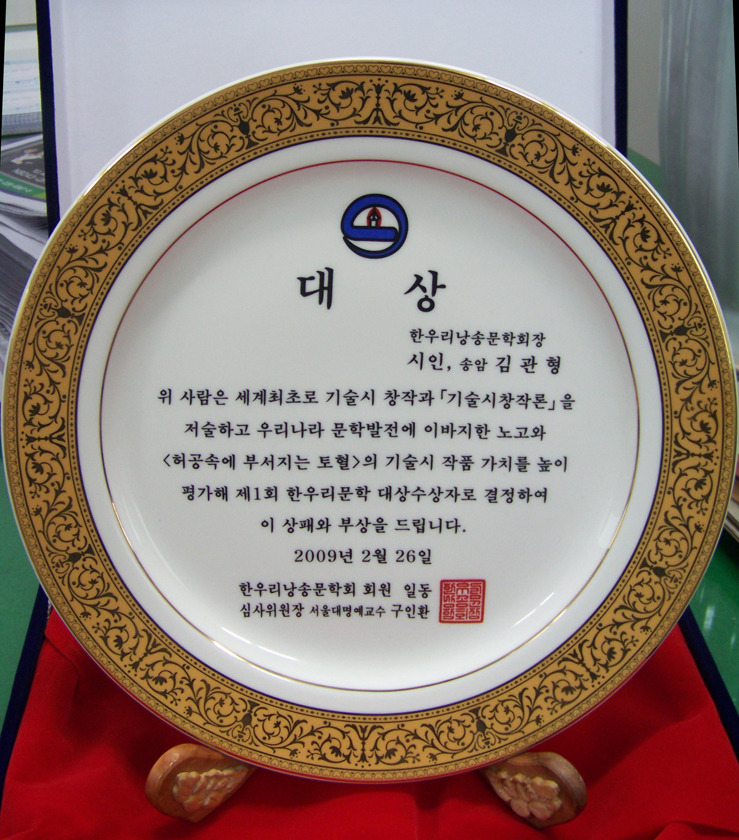 대 상
한우리낭송문학회장
시인, 송암 김관형
위 사람은 세계최초로 기술시 창작과 「기술시창작론」을
저술하고 우리나라 문학발전에 이바지한 노고와
<허공속에 부서지는 토혈>의 기술시 작품 가치를 높이
평가해 제1회 한우리문학 대상수상자로 결정하여
이 상패와 부상을 드립니다.
2009년 2월 26일
한우리낭송문학회 회원 일동
심사위원장 서울대명예교수 구인환